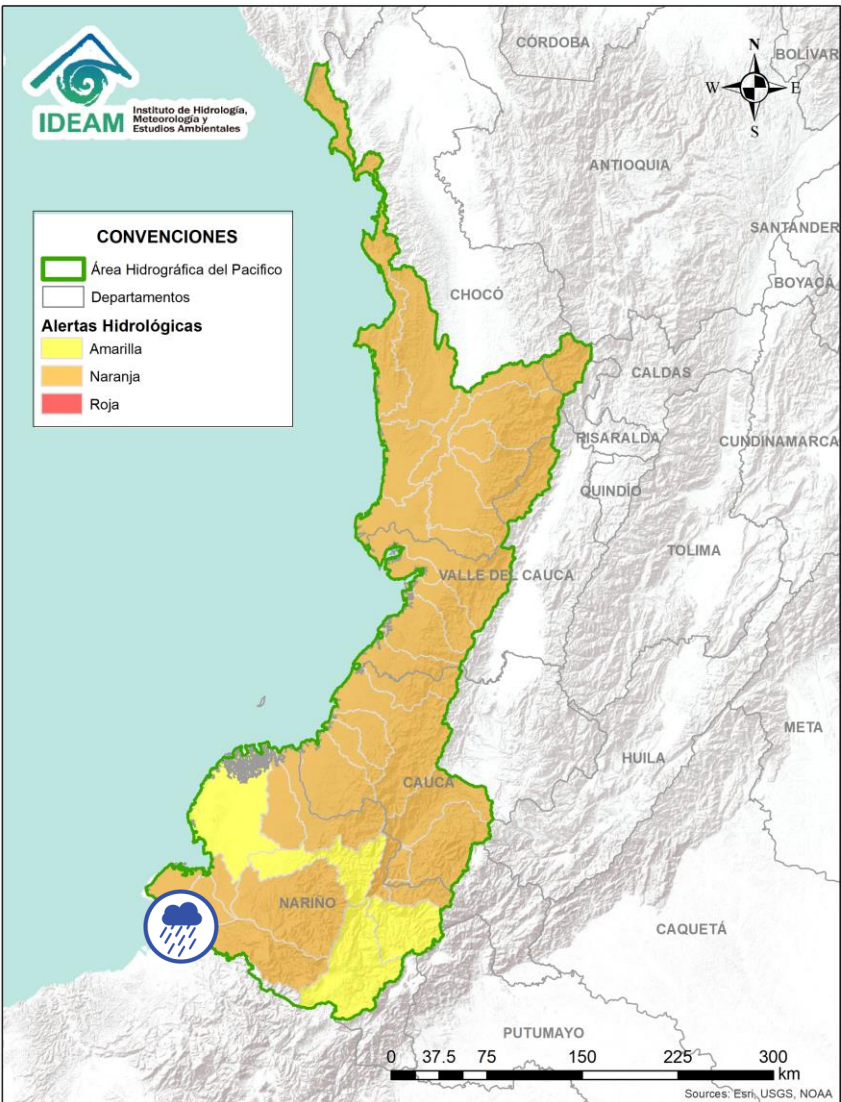 IDEAM
Instituto de Hidrología,
Meteorología y
Estudios Ambientales
CONVENCIONES
Área Hidrográfica del Pacifico
Departamentos
Alertas Hidrológicas
Amarilla
Naranja
Roja
N
W
E
S
CÓRDOBA
BOLÍVAR
ANTIOQUIA
SANTANDER
BOYACÁ
CHOCÓ
CALDAS
RISARALDA
CUNDINAMARCA
QUINDÍO
TOLIMA
VALLE DEL CAUCA
META
HUILA
CAUCA
NARIÑO
CAQUETÁ
PUTUMAYO
0 37.5 75 150 225 300
km
Sources: Esri, USGS, NOAA